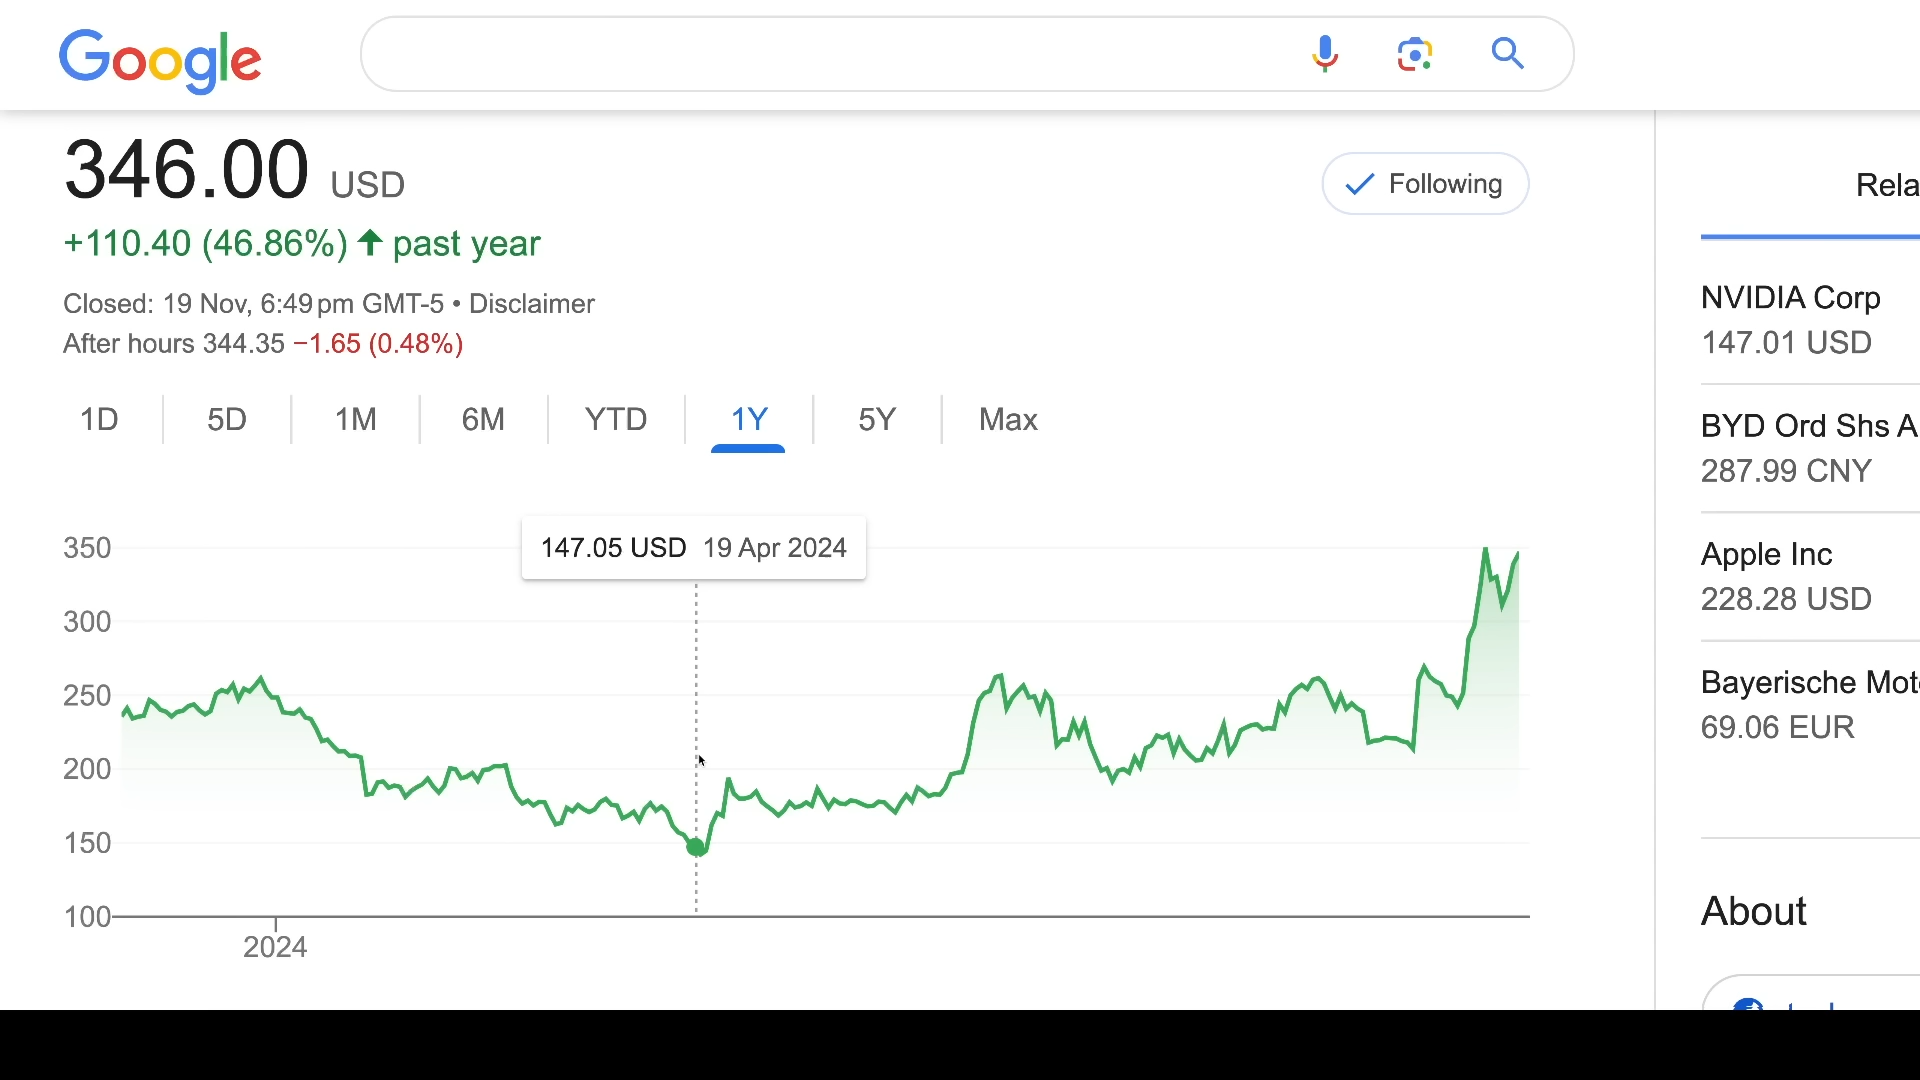 Google
346.00 USD
Following
+110.40 (46.86%) past year
Closed: 19 Nov, 6:49 pm GMT-5 • Disclaimer
After hours 344.35 −1.65 (0.48%)
1D 5D 1M 6M YTD 1Y 5Y Max
147.05 USD 19 Apr 2024
350
300
250
200
150
100
2024
Rela
NVIDIA Corp
147.01 USD
BYD Ord Shs A
287.99 CNY
Apple Inc
228.28 USD
Bayerische Mot
69.06 EUR
About